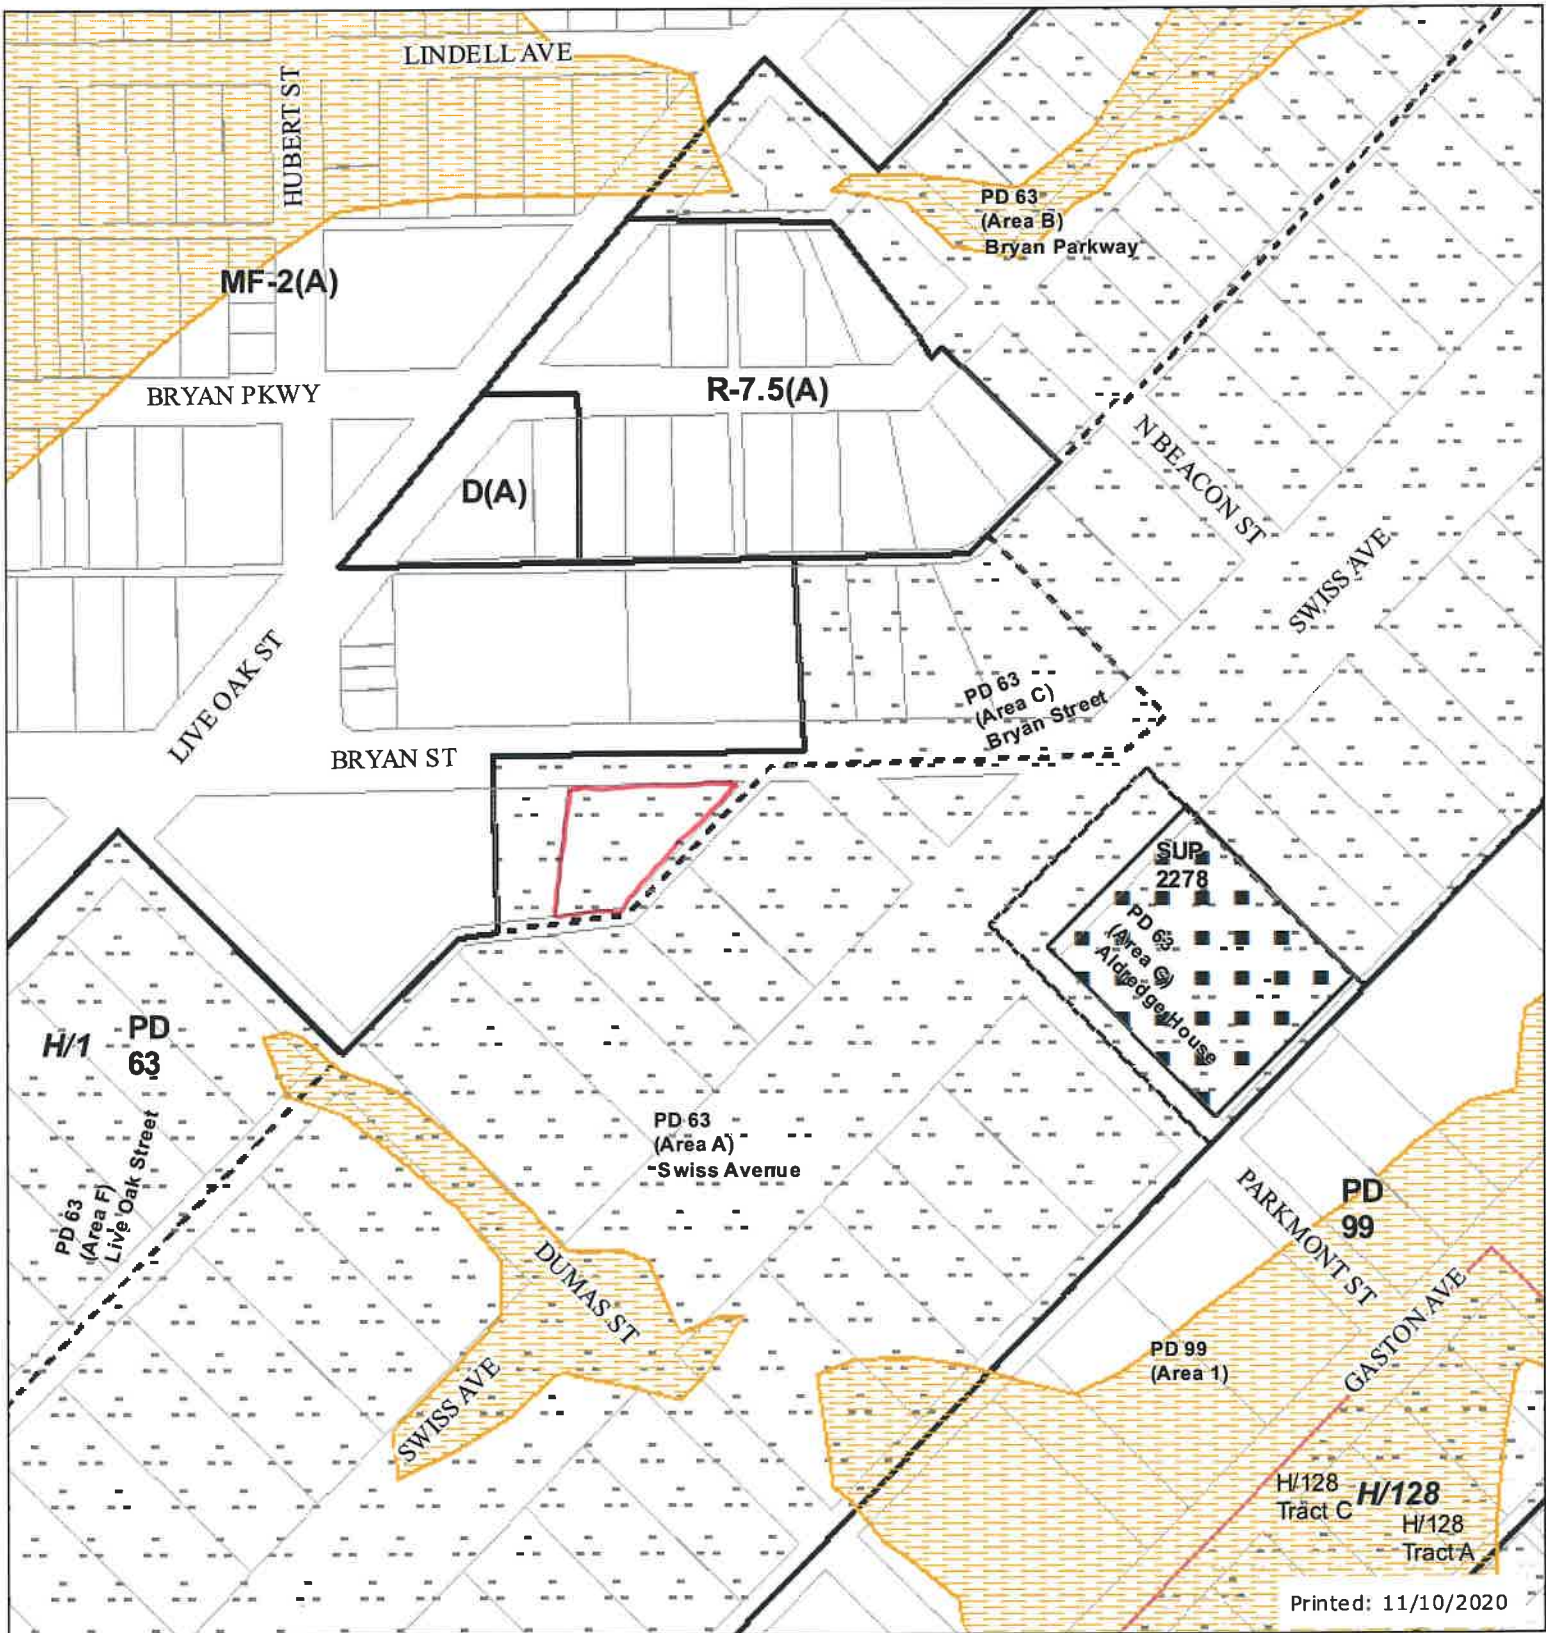 LINDELL AVE
HUBERT ST
PD 63
(Area B)
Bryan Parkway
MF-2(A)
BRYAN PKWY
R-7.5(A)
N BEACON ST
D(A)
SWISS AVE
LIVE OAK ST
PD 63
(Area C)
Bryan Street
BRYAN ST
SUP
2278
PD 63
(Area G)
Aldredge House
H/1
PD
63
PD 63
(Area F)
Live Oak Street
PD 63
(Area A)
Swiss Avenue
PARKMONT ST
PD
99
DUMAS ST
GASTON AVE
PD 99
(Area 1)
SWISS AVE
H/128
Tract C
H/128
H/128
Tract A
Printed: 11/10/2020